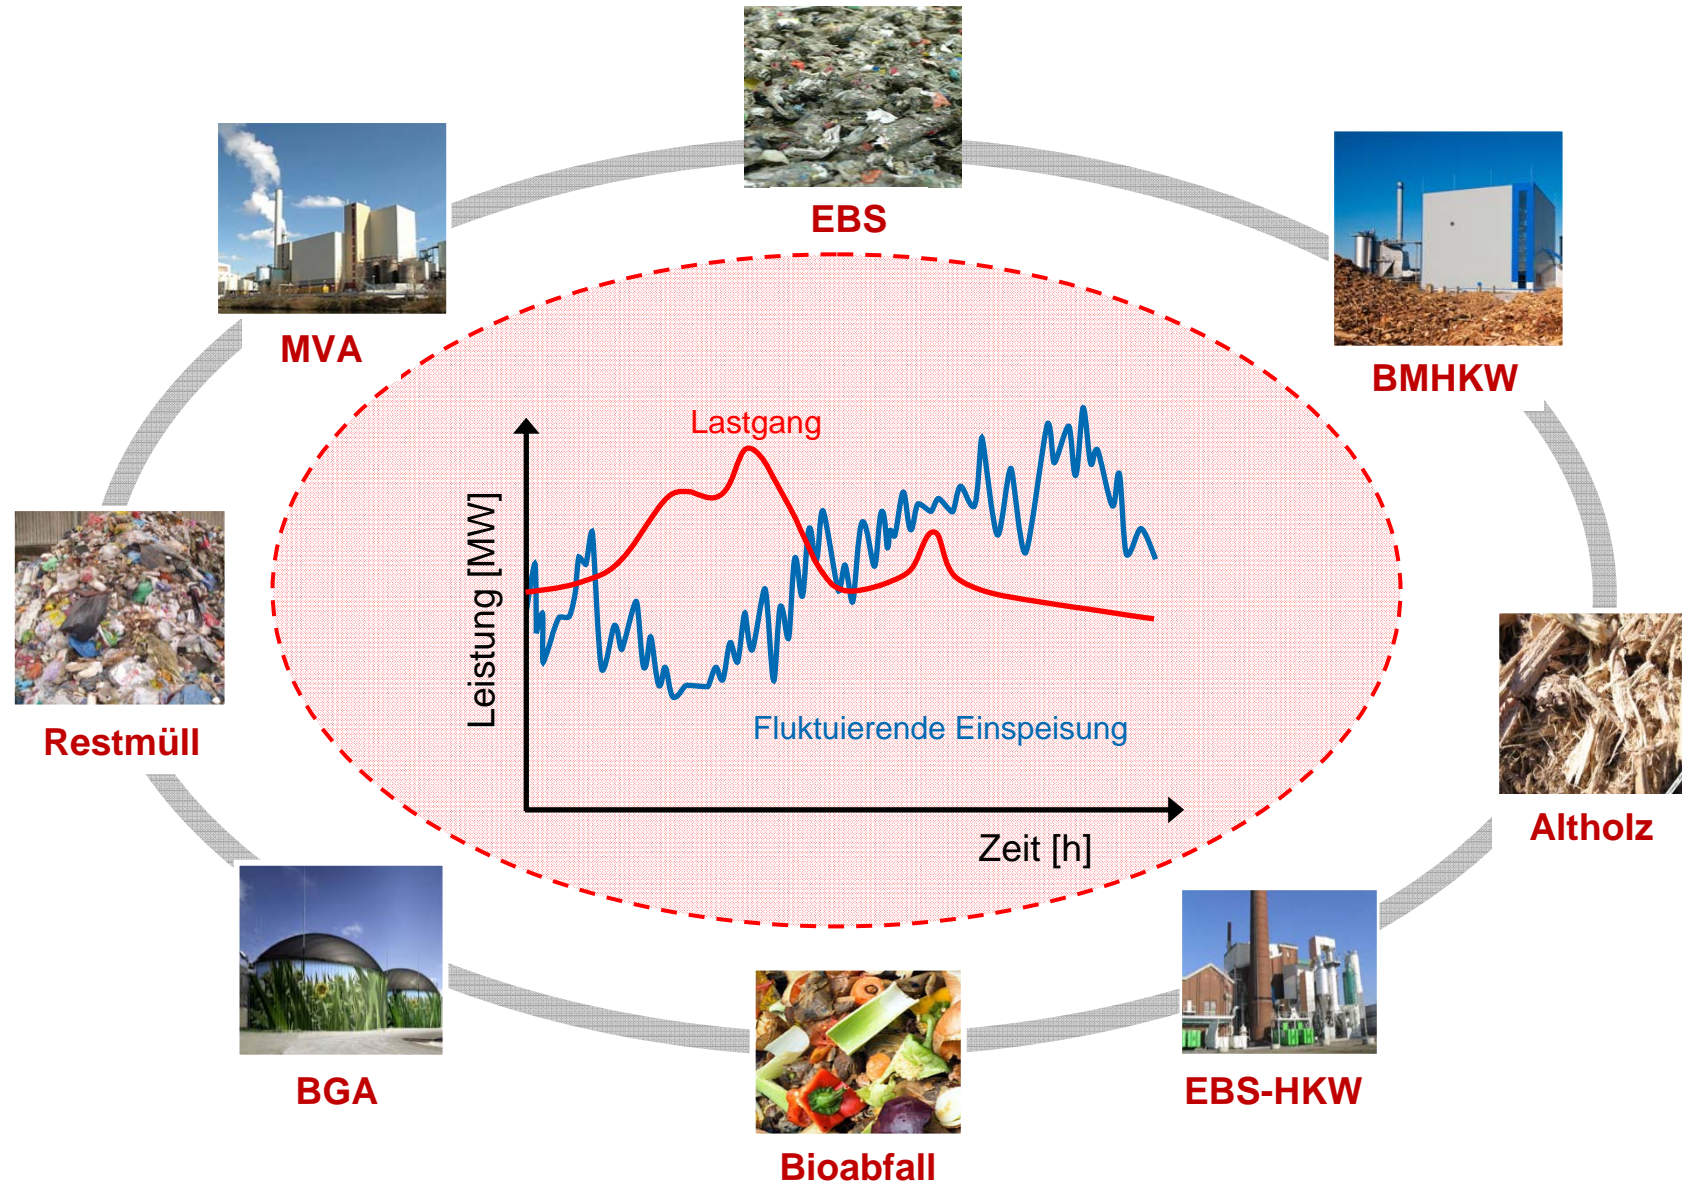 EBS
MVA
BMHKW
Lastgang
Leistung [MW]
Restmüll
Fluktuierende Einspeisung
Altholz
Zeit [h]
BGA
EBS-HKW
Bioabfall